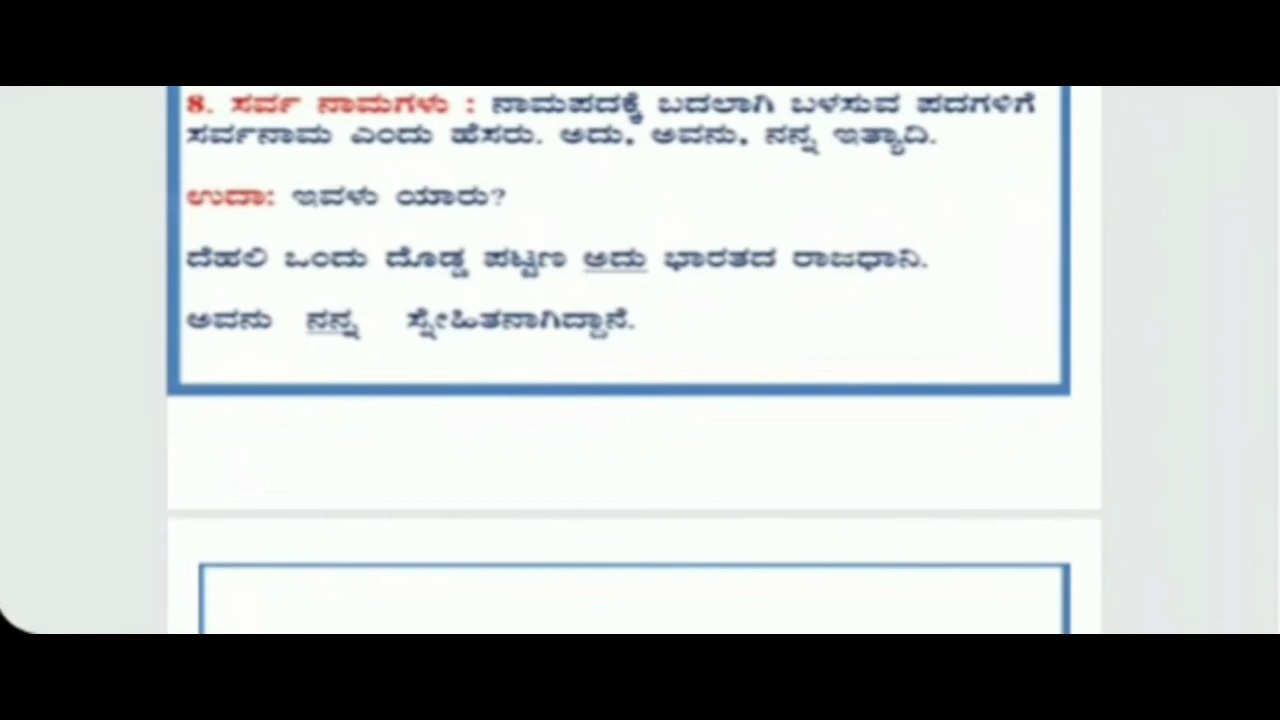 8. ಸರ್ವ ನಾಮಗಳು : ನಾಮಪದಕ್ಕೆ ಬದಲಾಗಿ ಬಳಸುವ ಪದಗಳಿಗೆ
ಸರ್ವನಾಮ ಎಂದು ಹೆಸರು. ಅದು, ಅವನು, ನನ್ನ ಇತ್ಯಾದಿ.
ಉದಾ: ಇವಳು ಯಾರು?
ದೆಹಲಿ ಒಂದು ದೊಡ್ಡ ಪಟ್ಟಣ ಅದು ಭಾರತದ ರಾಜಧಾನಿ.
ಅವನು ನನ್ನ ಸ್ನೇಹಿತನಾಗಿದ್ದಾನೆ.